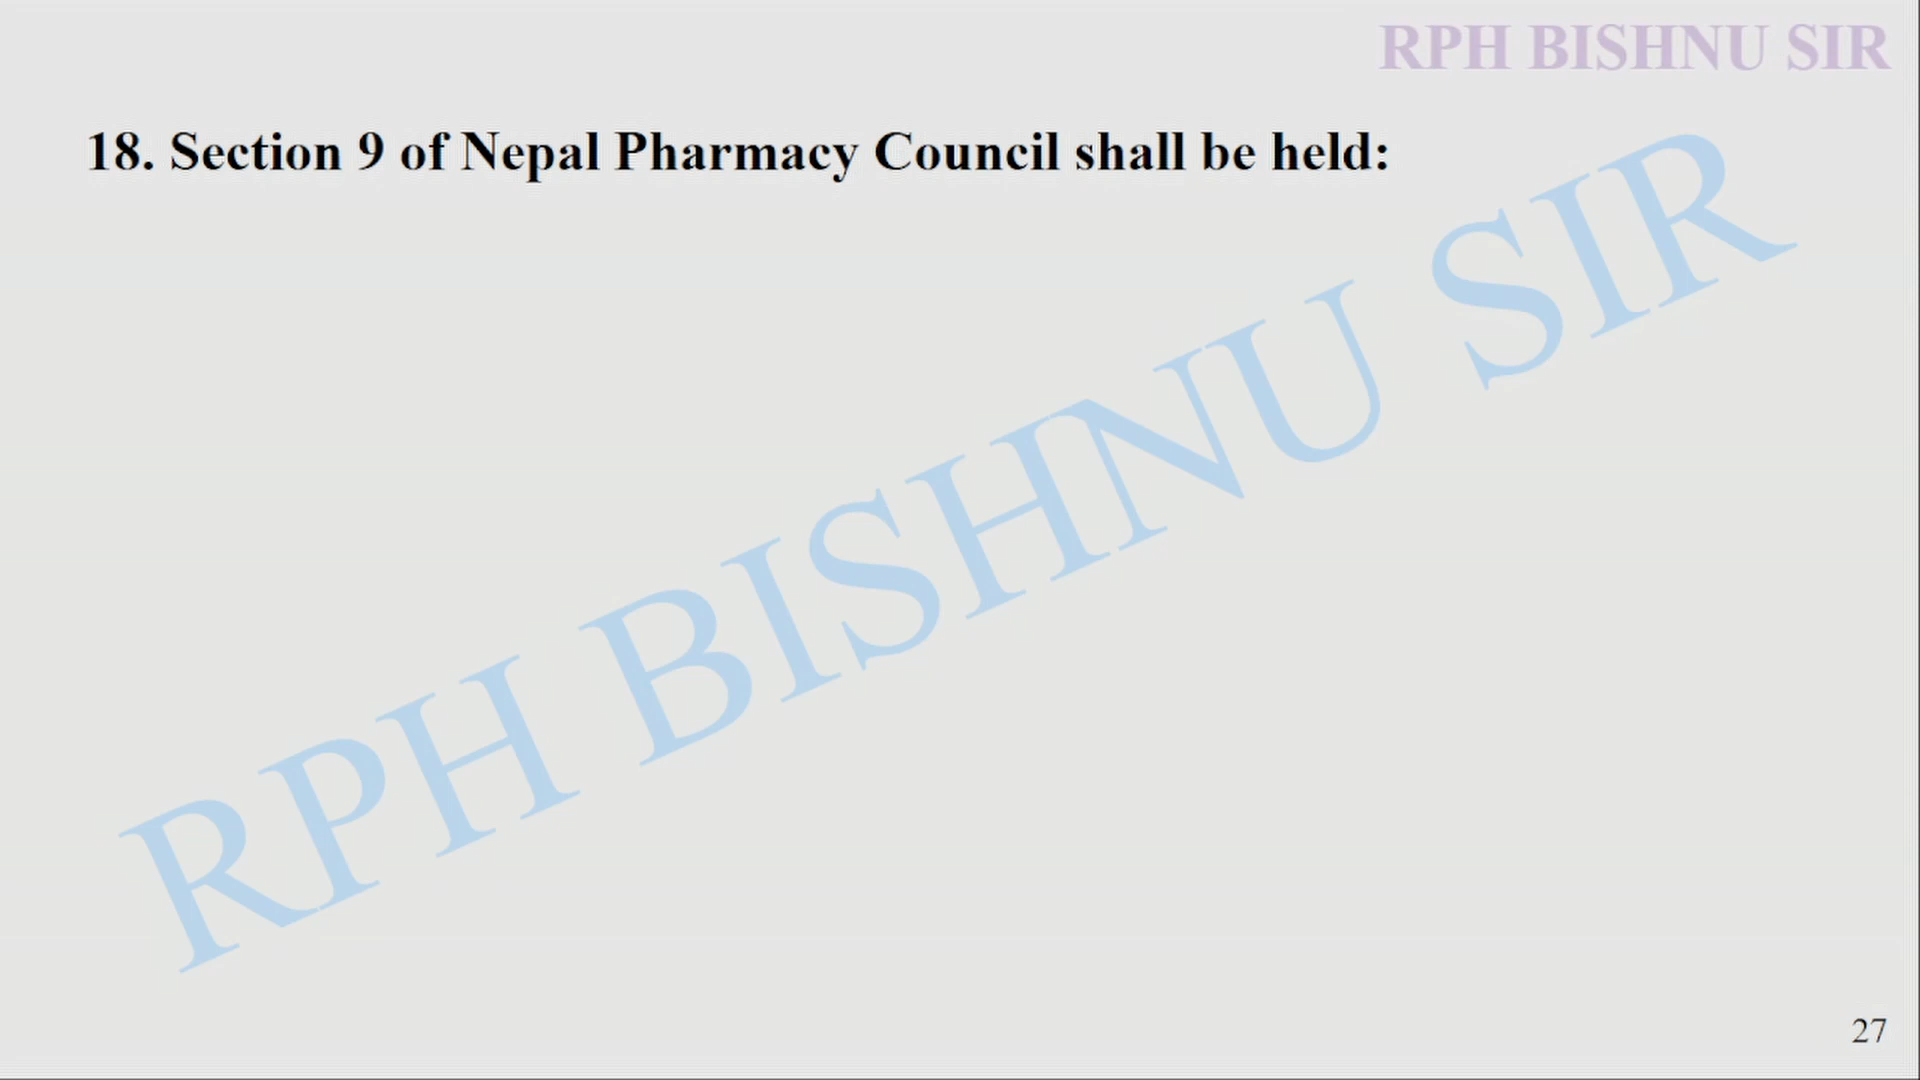 RPH BISHNU SIR
18. Section 9 of Nepal Pharmacy Council shall be held:
RPH BISHNU SIR
27